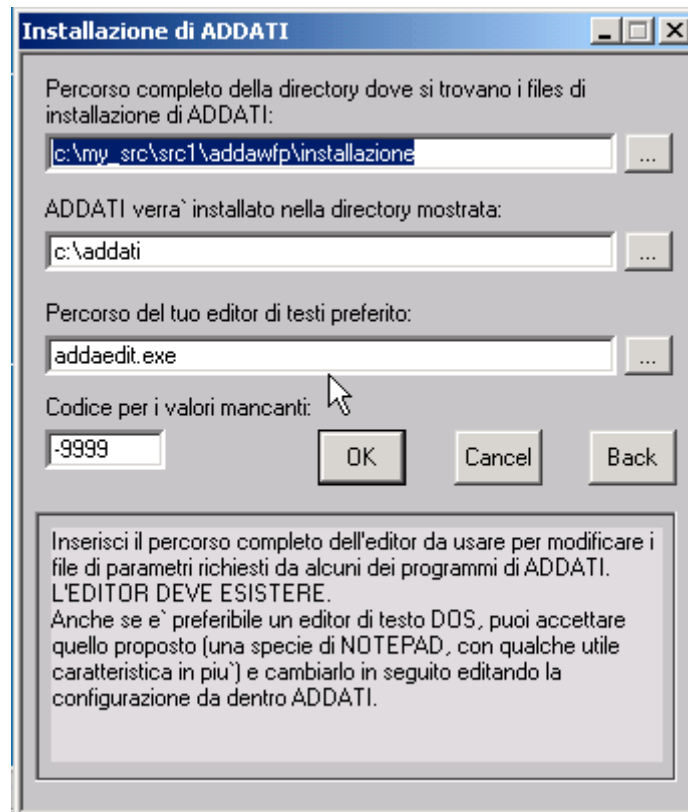 Installazione di ADDATI
Percorso completo della directory dove si trovano i files di
installazione di ADDATI:
c:\my_src\src1\addawfp\installazione
...
ADDATI verra` installato nella directory mostrata:
c:\addati
...
Percorso del tuo editor di testi preferito:
addaedit.exe
...
Codice per i valori mancanti:
-9999
OK
Cancel
Back
Inserisci il percorso completo dell'editor da usare per modificare i
file di parametri richiesti da alcuni dei programmi di ADDATI.
L'EDITOR DEVE ESISTERE.
Anche se e` preferibile un editor di testo DOS, puoi accettare
quello proposto (una specie di NOTEPAD, con qualche utile
caratteristica in piu`) e cambiarlo in seguito editando la
configurazione da dentro ADDATI.